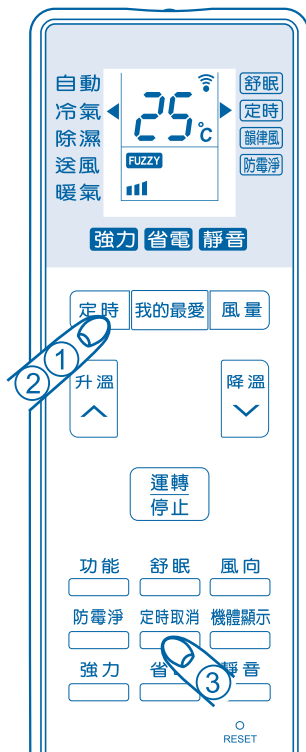 自動
冷氣
除濕
送風
暖氣
25℃
FUZZY
舒眠
定時
韻律風
防霉淨
強力 省電 靜音
定時 我的最愛 風量
①
②
升溫 降溫
運轉
停止
功能 舒眠 風向
防霉淨 定時取消 機體顯示
強力 省 靜音
③
RESET